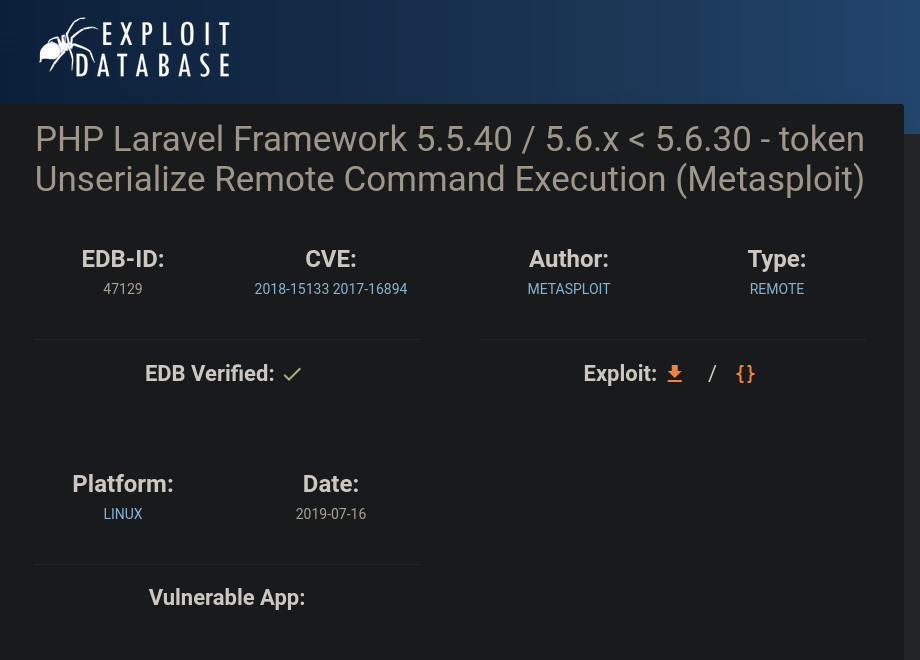 EXPLOIT
DATABASE
PHP Laravel Framework 5.5.40 / 5.6.x < 5.6.30 - token
Unserialize Remote Command Execution (Metasploit)
EDB-ID:
47129
CVE:
2018-15133 2017-16894
Author:
METASPLOIT
Type:
REMOTE
EDB Verified:
Exploit: / {}
Platform:
LINUX
Date:
2019-07-16
Vulnerable App: